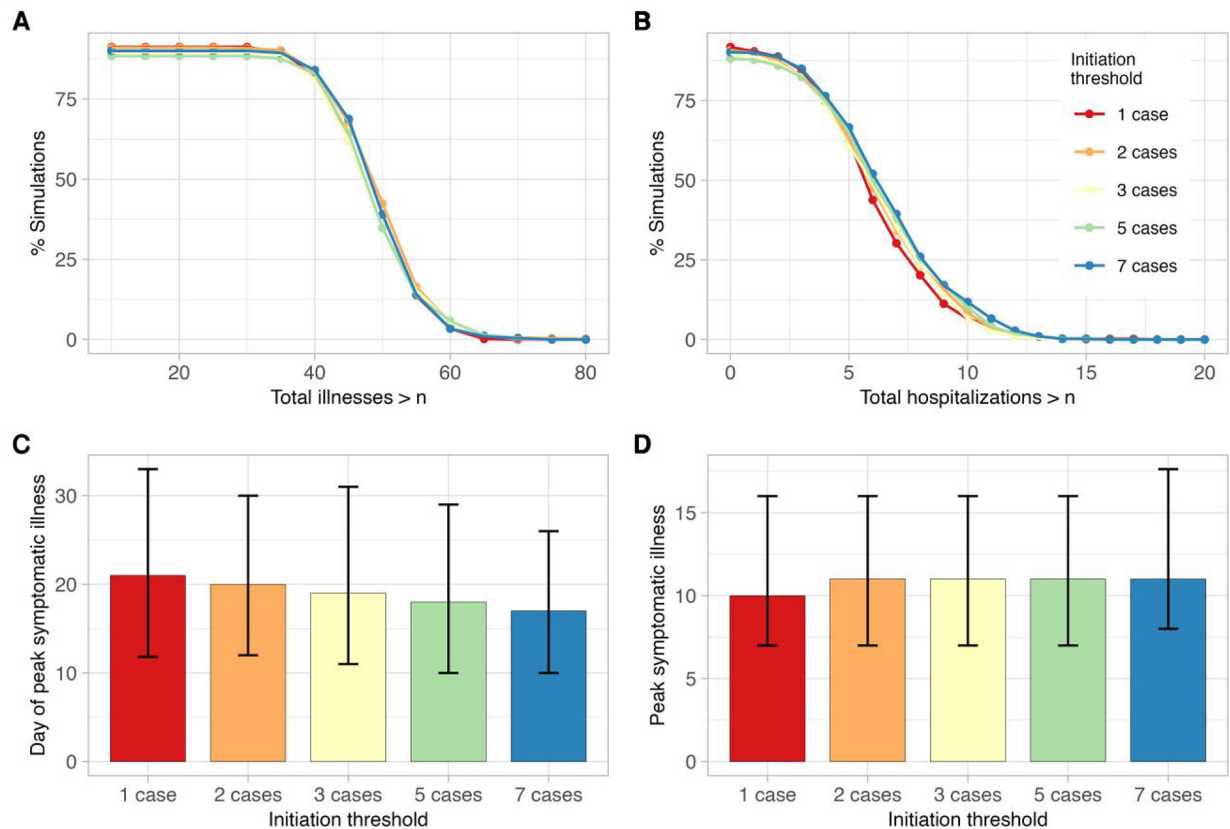 A
% Simulations
75
50
25
0
20
40
60
80
Total illnesses > n
B
% Simulations
75
50
25
0
0
5
10
15
20
Total hospitalizations > n
Initiation
threshold
1 case
2 cases
3 cases
5 cases
7 cases
C
Day of peak symptomatic illness
30
20
10
0
1 case
2 cases
3 cases
5 cases
7 cases
Initiation threshold
D
Peak symptomatic illness
15
10
5
0
1 case
2 cases
3 cases
5 cases
7 cases
Initiation threshold